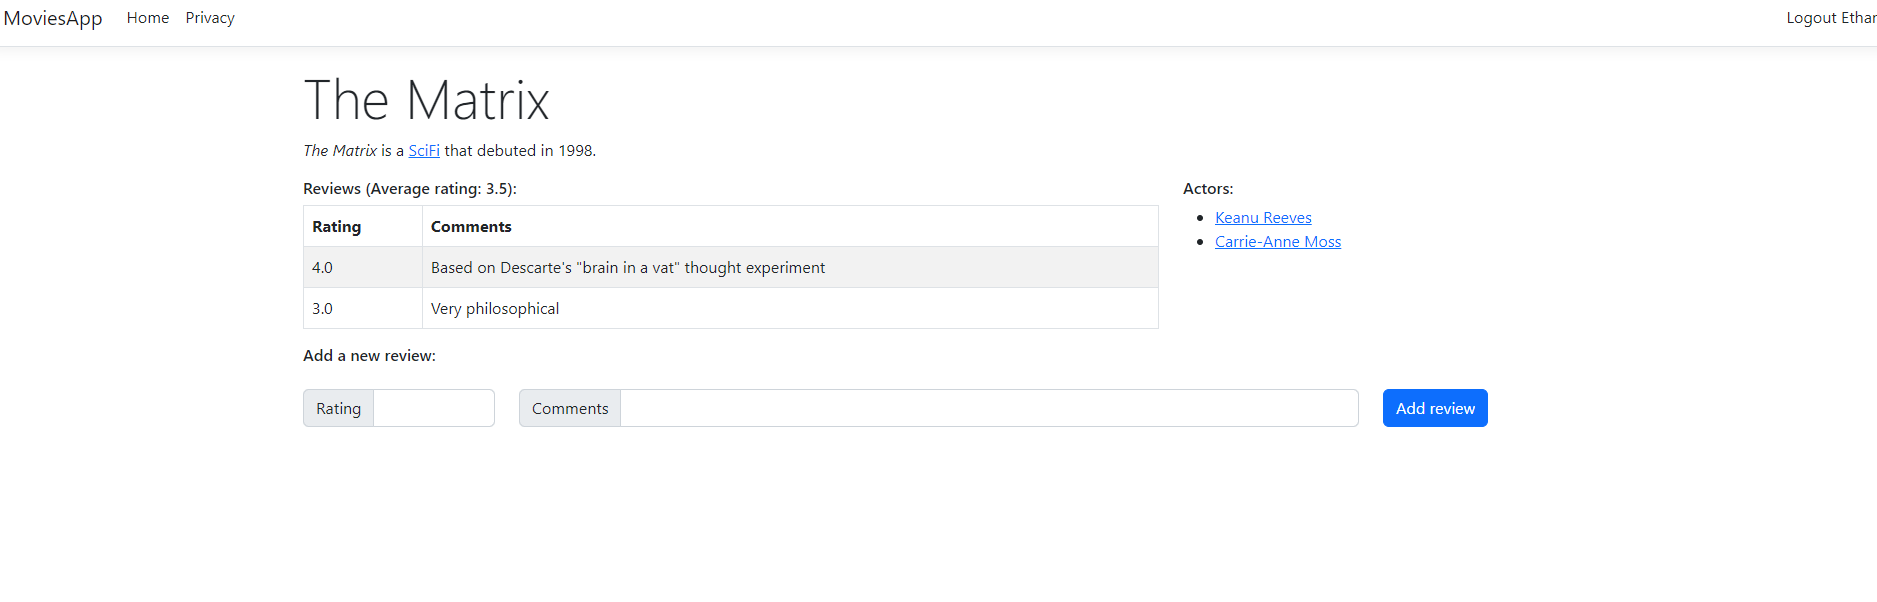 MoviesApp Home Privacy Logout Ethan
The Matrix
The Matrix is a SciFi that debuted in 1998.
Reviews (Average rating: 3.5):
Rating Comments
4.0 Based on Descarte's "brain in a vat" thought experiment
3.0 Very philosophical
Actors:
Keanu Reeves
Carrie-Anne Moss
Add a new review:
Rating Comments Add review